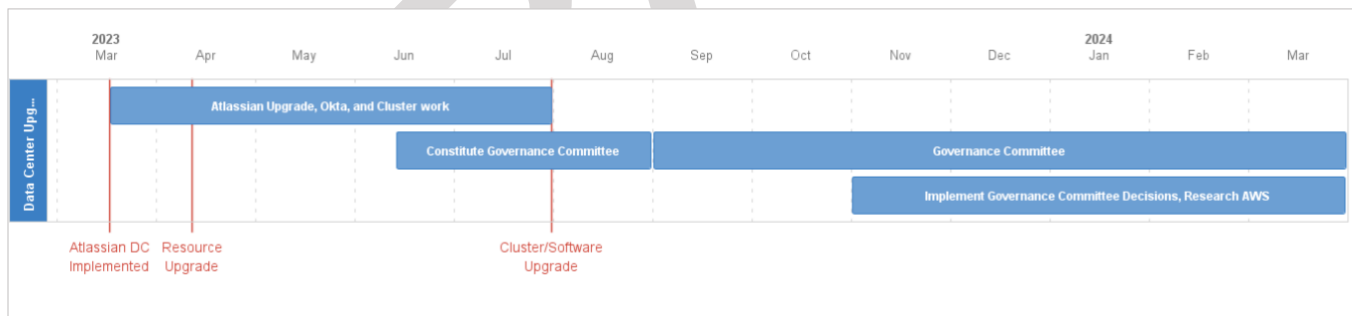 2023
2024
Mar Apr May Jun Jul Aug Sep Oct Nov Dec Jan Feb Mar
Data Center Upg...
Atlassian Upgrade, Okta, and Cluster work
Constitute Governance Committee
Governance Committee
Implement Governance Committee Decisions, Research AWS
Atlassian DC
Implemented
Resource
Upgrade
Cluster/Software
Upgrade